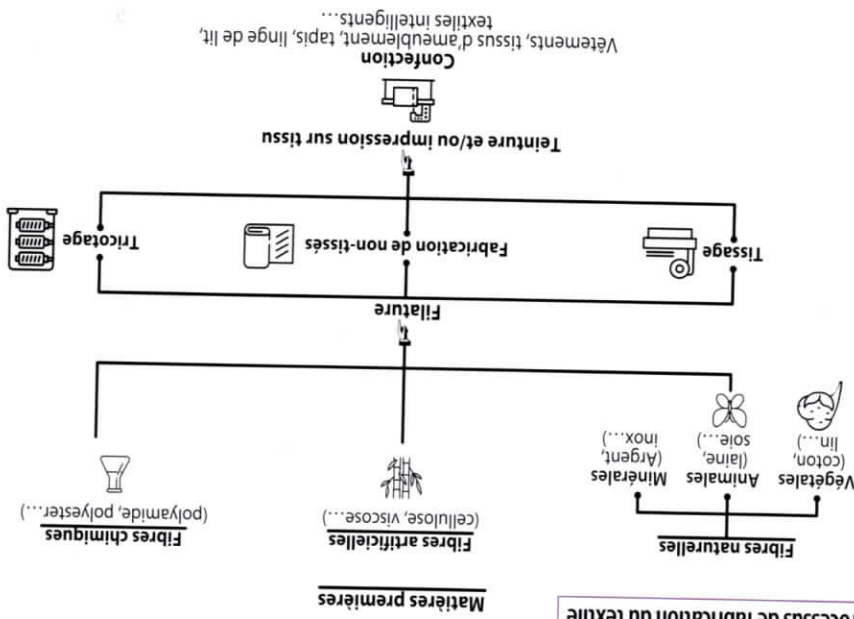 Processus de fabrication du textile
Matières premières
Fibres naturelles
Fibres artificielles
(cellulose, viscose...)
Fibres chimiques
(polyamide, polyester...)
Végétales
(coton,
lin...)
Animales
(laine,
soie...)
Minérales
(Argent,
inox...)
Filature
Tissage
Fabrication de non-tissés
Tricotage
Teinture et/ou impression sur tissu
Confection
Vêtements, tissus d'ameublement, tapis, linge de lit,
textiles intelligents...